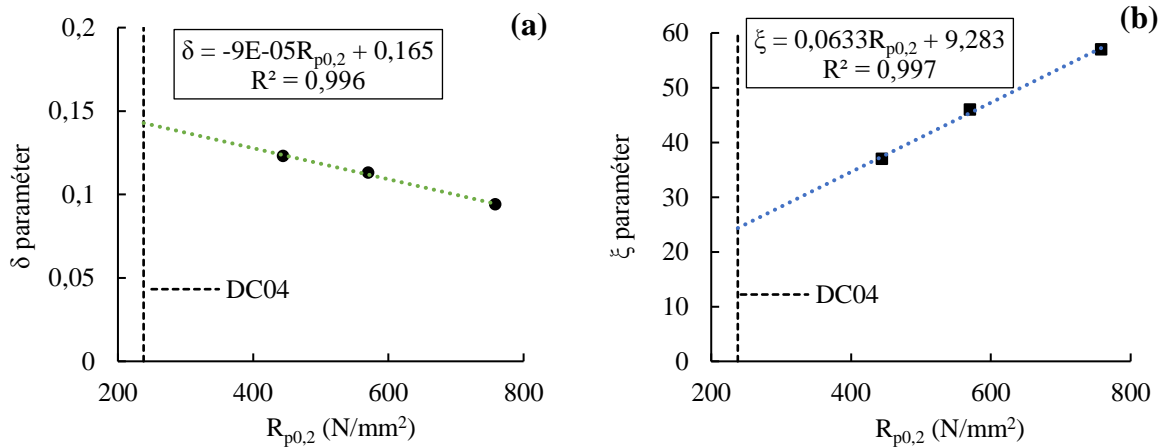 (a)
δ = -9E-05Rp0,2 + 0,165
R² = 0,996
0,2
0,15
0,1
0,05
0
δ paraméter
DC04
200 400 600 800
Rp0,2 (N/mm²)
(b)
ξ = 0,0633Rp0,2 + 9,283
R² = 0,997
60
50
40
30
20
10
0
ξ paraméter
DC04
200 400 600 800
Rp0,2 (N/mm²)